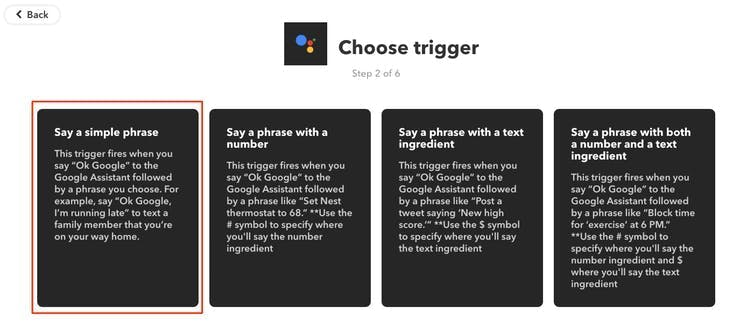 Back
Choose trigger
Step 2 of 6
Say a simple phrase
This trigger fires when you
say “Ok Google” to the
Google Assistant followed
by a phrase you choose. For
example, say “Ok Google,
I’m running late” to text a
family member that you’re
on your way home.
Say a phrase with a
number
This trigger fires when you
say “Ok Google” to the
Google Assistant followed
by a phrase like “Set Nest
thermostat to 68.” **Use the
# symbol to specify where
you'll say the number
ingredient
Say a phrase with a text
ingredient
This trigger fires when you
say “Ok Google” to the
Google Assistant followed
by a phrase like “Post a
tweet saying ‘New high
score.’” **Use the $ symbol
to specify where you'll say
the text ingredient
Say a phrase with both
a number and a text
ingredient
This trigger fires when you
say “Ok Google” to the
Google Assistant followed
by a phrase like “Block time
for ‘exercise’ at 6 PM.”
**Use the # symbol to
specify where you'll say the
number ingredient and $
where you'll say the text
ingredient